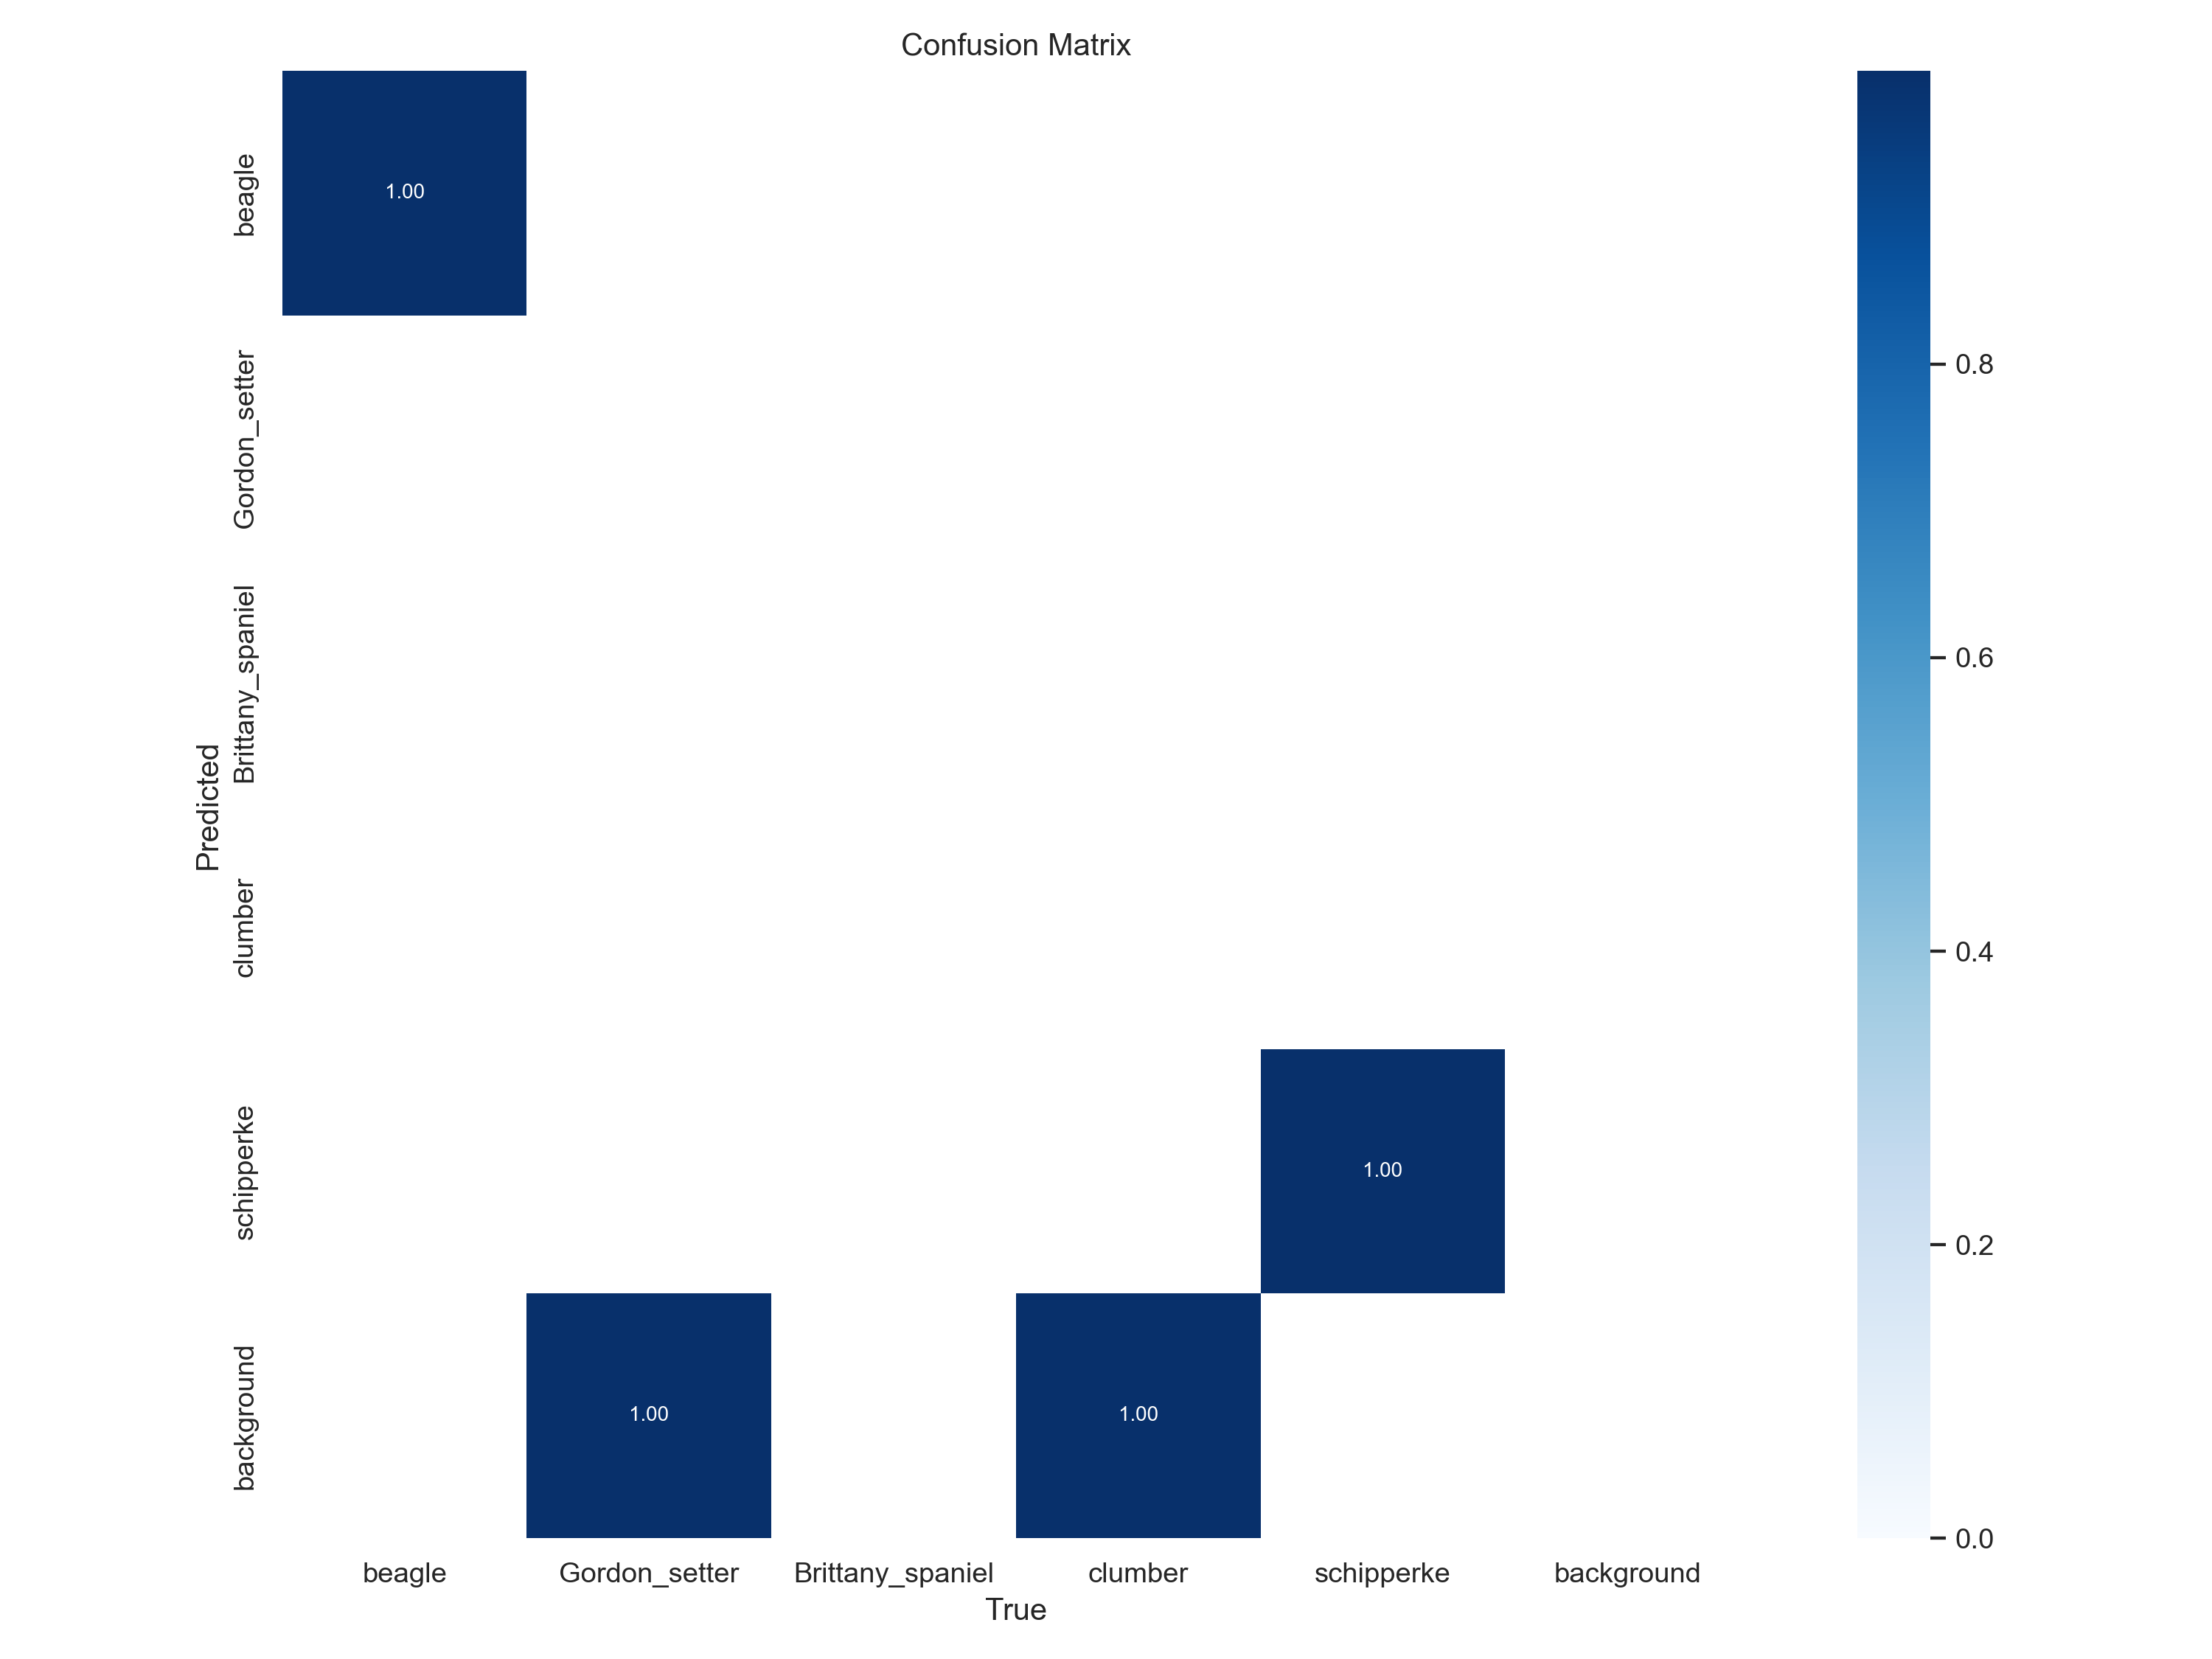 Confusion Matrix
beagle
Gordon_setter
Brittany_spaniel
clumber
schipperke
background
Predicted
1.00
1.00
1.00
1.00
beagle
Gordon_setter
Brittany_spaniel
clumber
schipperke
background
True
0.8
0.6
0.4
0.2
0.0